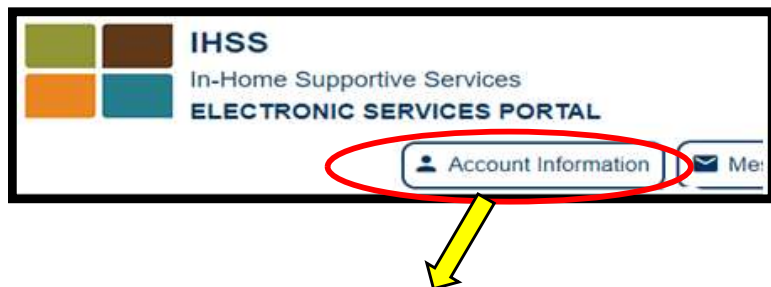 IHSS
In-Home Supportive Services
ELECTRONIC SERVICES PORTAL
Account Information